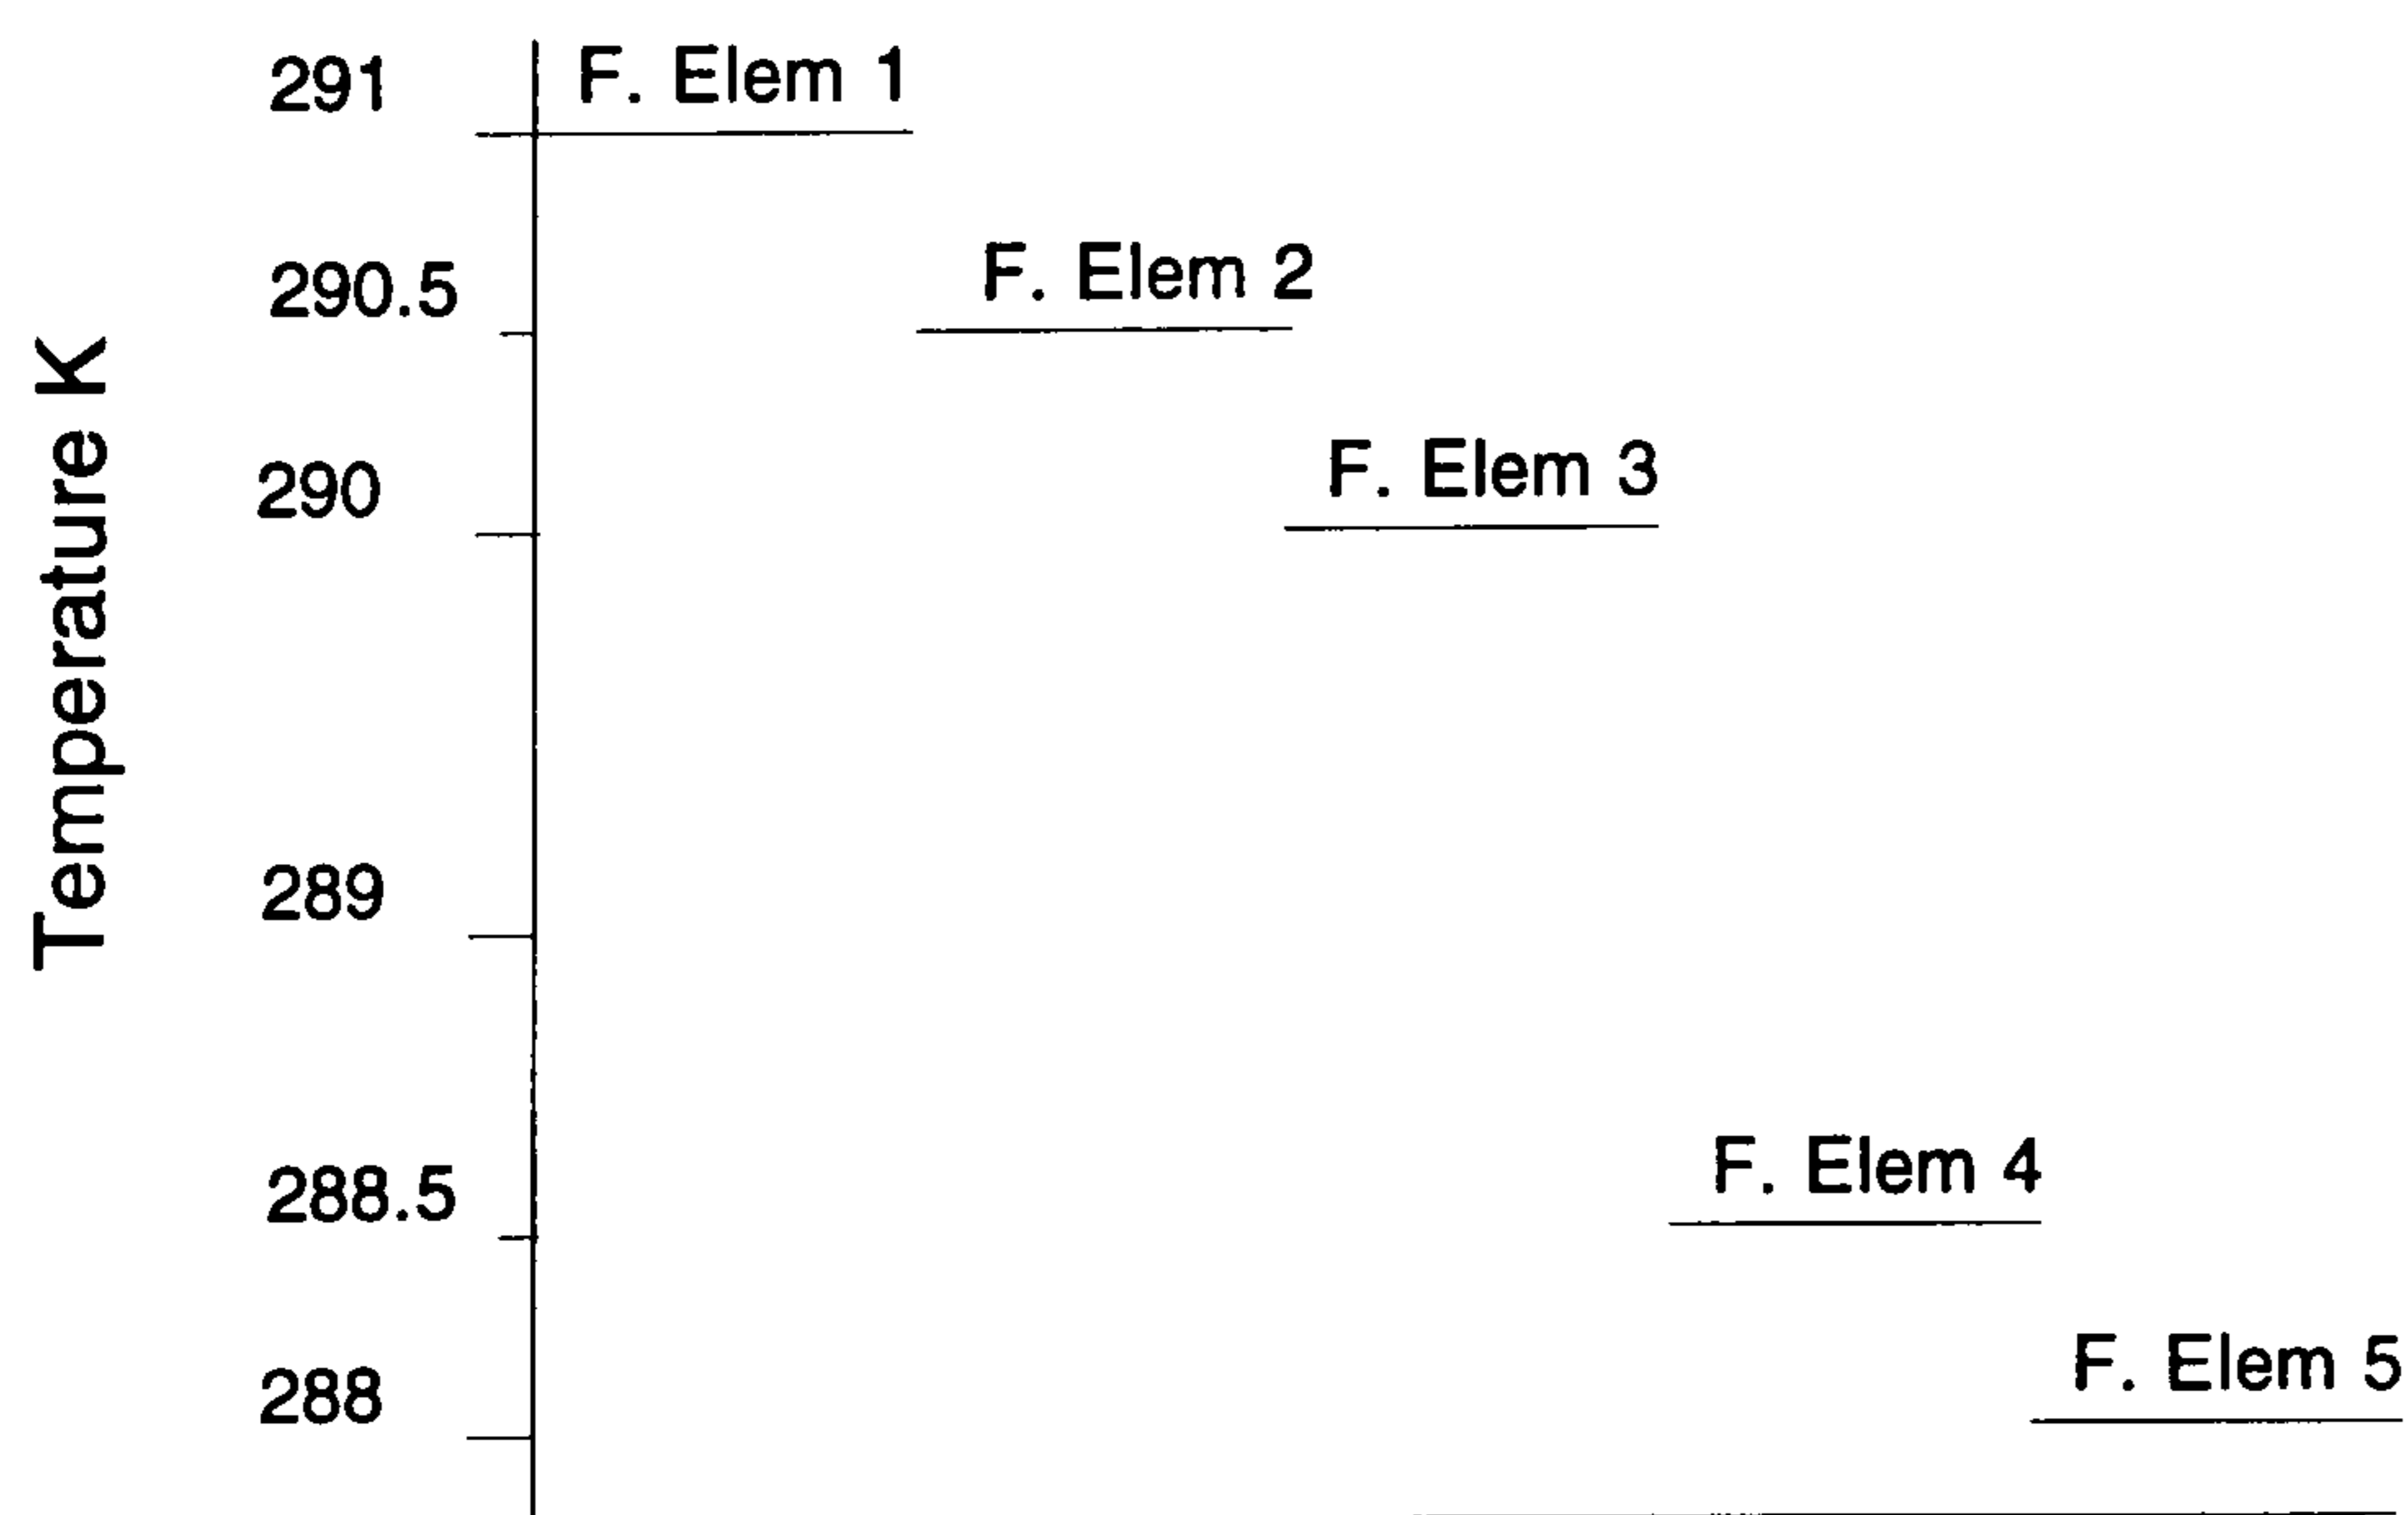 291
F. Elem 1
290.5
F. Elem 2
Temperature K
290
F. Elem 3
289
288.5
F. Elem 4
288
F. Elem 5